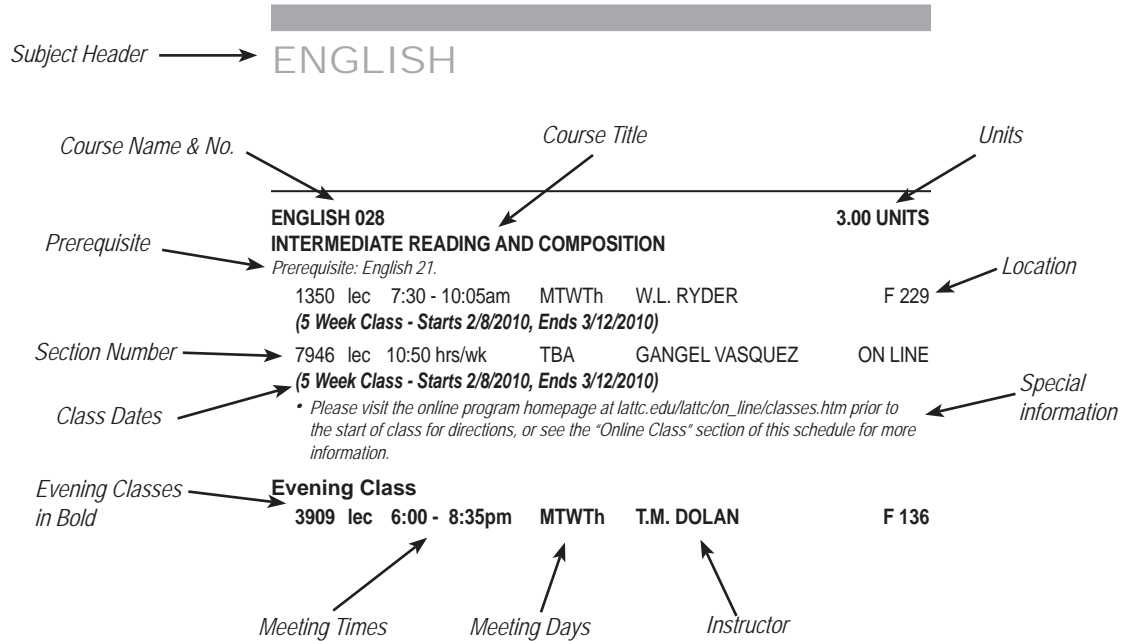 Subject Header
ENGLISH
Course Name & No.
Course Title
Units
ENGLISH 028 3.00 UNITS
Prerequisite
INTERMEDIATE READING AND COMPOSITION
Prerequisite: English 21.
Location
1350 lec 7:30 - 10:05am MTWTh W.L. RYDER F 229
(5 Week Class - Starts 2/8/2010, Ends 3/12/2010)
Section Number
7946 lec 10:50 hrs/wk TBA GANGEL VASQUEZ ON LINE
(5 Week Class - Starts 2/8/2010, Ends 3/12/2010)
Class Dates
• Please visit the online program homepage at lattc.edu/lattc/on_line/classes.htm prior to
the start of class for directions, or see the “Online Class” section of this schedule for more
information.
Special
information
Evening Classes
in Bold
Evening Class
3909 lec 6:00 - 8:35pm MTWTh T.M. DOLAN F 136
Meeting Times
Meeting Days
Instructor